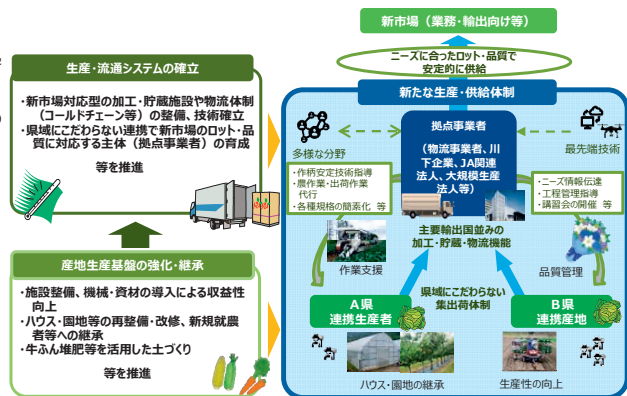 生産・流通システムの確立
・新市場対応型の加工・貯蔵施設や物流体制
（コールドチェーン等）の整備、技術確立
・県域にこだわらない連携で新市場のロット・品
質に対応する主体（拠点事業者）の育成
等を推進
産地生産基盤の強化・継承
・施設整備、機械・資材の導入による収益性
向上
・ハウス・園地等の再整備・改修、新規就農
者等への継承
・牛ふん堆肥等を活用した土づくり
等を推進
新市場（業務・輸出向け等）
ニーズに合ったロット・品質で
安定的に供給
新たな生産・供給体制
多様な分野
拠点事業者
（物流事業者、川
下企業、JA関連
法人、大規模生産
法人等）
最先端技術
・作柄安定技術指導
・農作業・出荷作業
代行
・各種規格の簡素化 等
・ニーズ情報伝達
・工程管理指導
・講習会の開催 等
主要輸出国並みの
加工・貯蔵・物流機能
作業支援
品質管理
県域にこだわらない
集出荷体制
A県
連携生産者
B県
連携産地
ハウス・園地の継承
生産性の向上